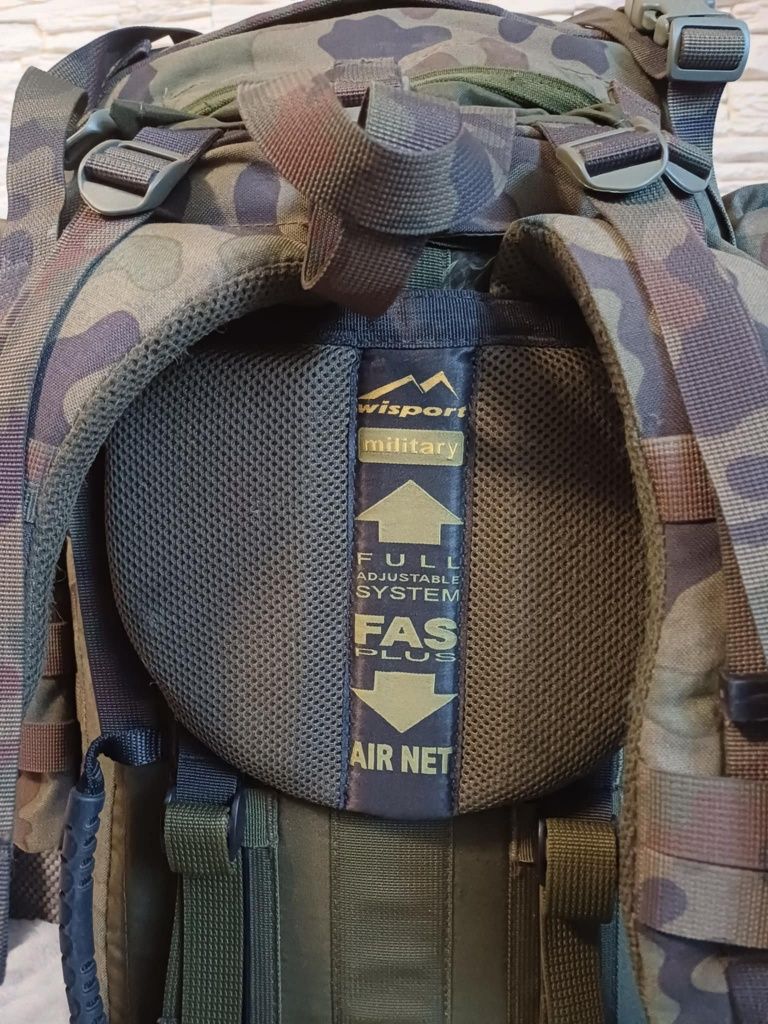 wisport
military
FULL
ADJUSTABLE
SYSTEM
FAS
PLUS
AIR NET